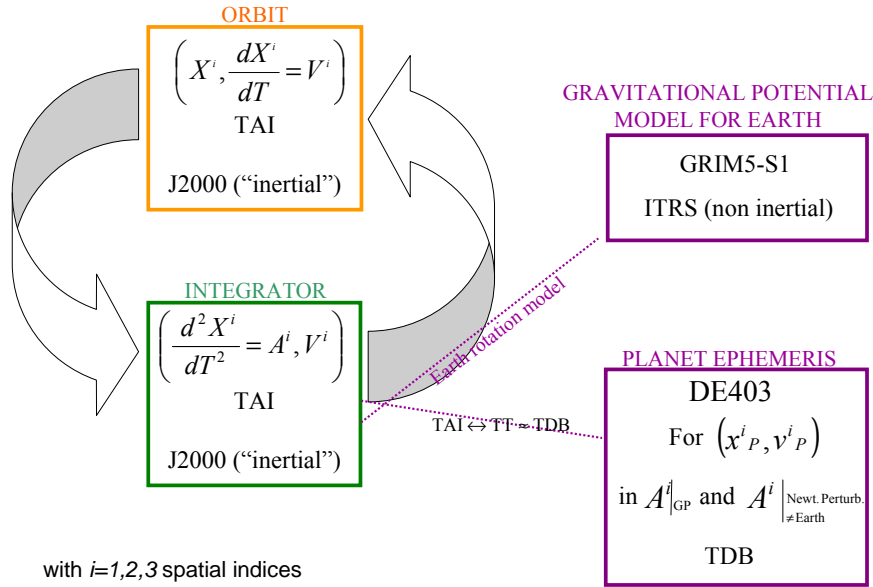 ORBIT
(X^i, dX^i/dT = V^i)
TAI
J2000 (“inertial”)
GRAVITATIONAL POTENTIAL
MODEL FOR EARTH
GRIM5-S1
ITRS (non inertial)
INTEGRATOR
(d^2 X^i/dT^2 = A^i, V^i)
TAI
J2000 (“inertial”)
Earth rotation model
TAI ↔ TT ≈ TDB
PLANET EPHEMERIS
DE403
For (x^i_P, v^i_P)
in A^i|_GP and A^i|_Newt. Perturb. ≠Earth
TDB
with i=1,2,3 spatial indices